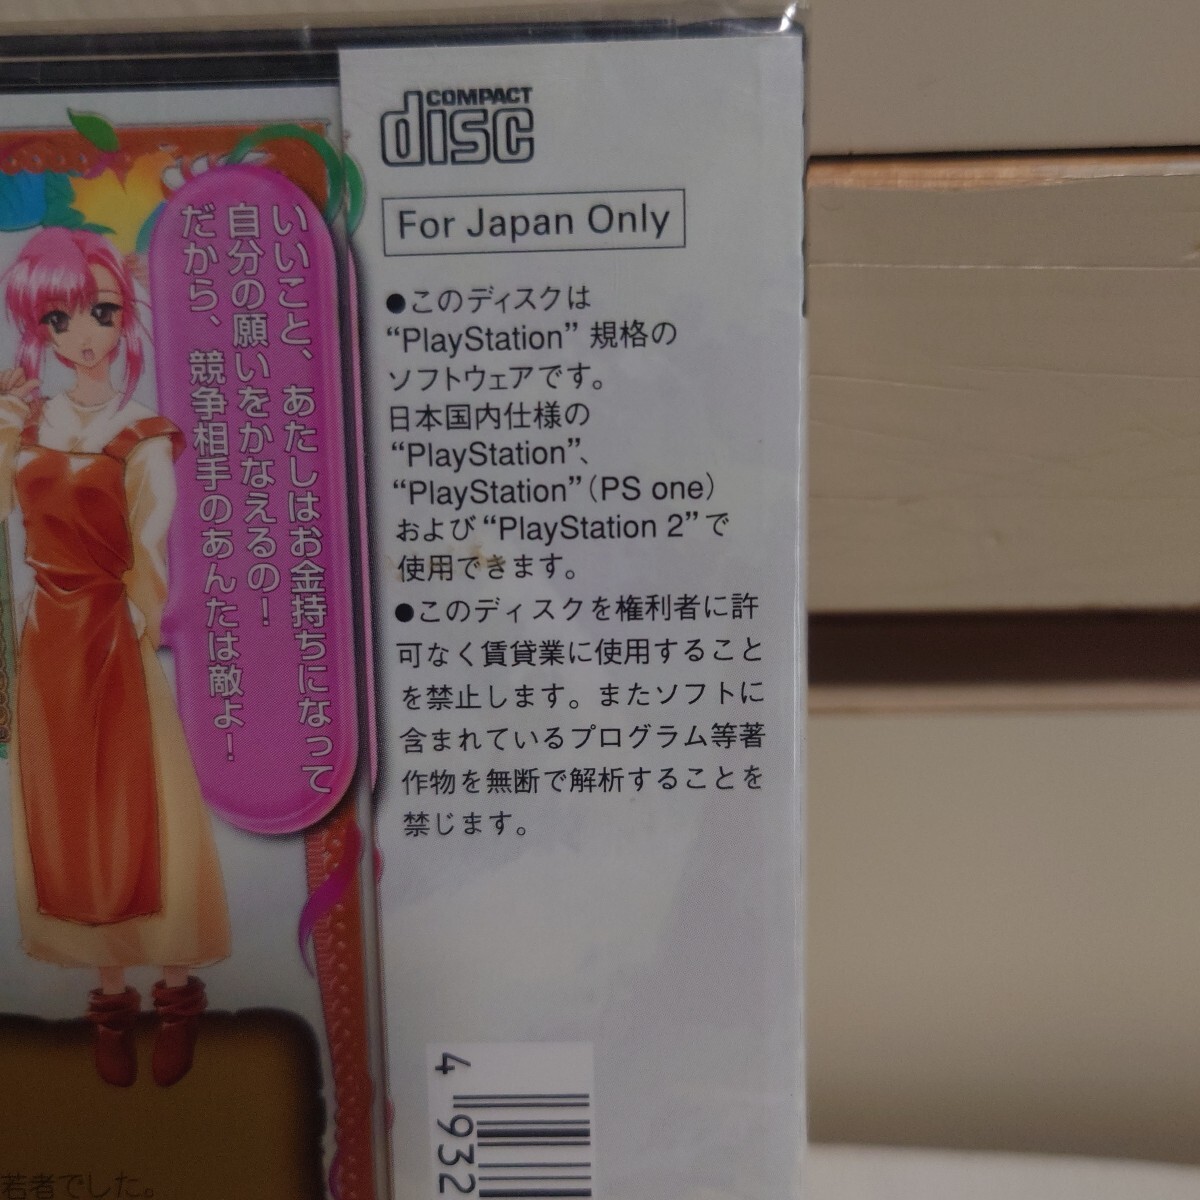 COMPACT
disc
For Japan Only
●このディスクは
“PlayStation” 規格の
ソフトウェアです。
日本国内仕様の
“PlayStation”、
“PlayStation”（PS one）
および“PlayStation 2”で
使用できます。
●このディスクを権利者に許
可なく賃貸業に使用すること
を禁止します。またソフトに
含まれているプログラム等著
作物を無断で解析することを
禁じます。
いいこと、あたしはお金持ちになって
自分の願いをかなえるの！
だから、競争相手のあんたは敵よ！
若者でした。
4 932